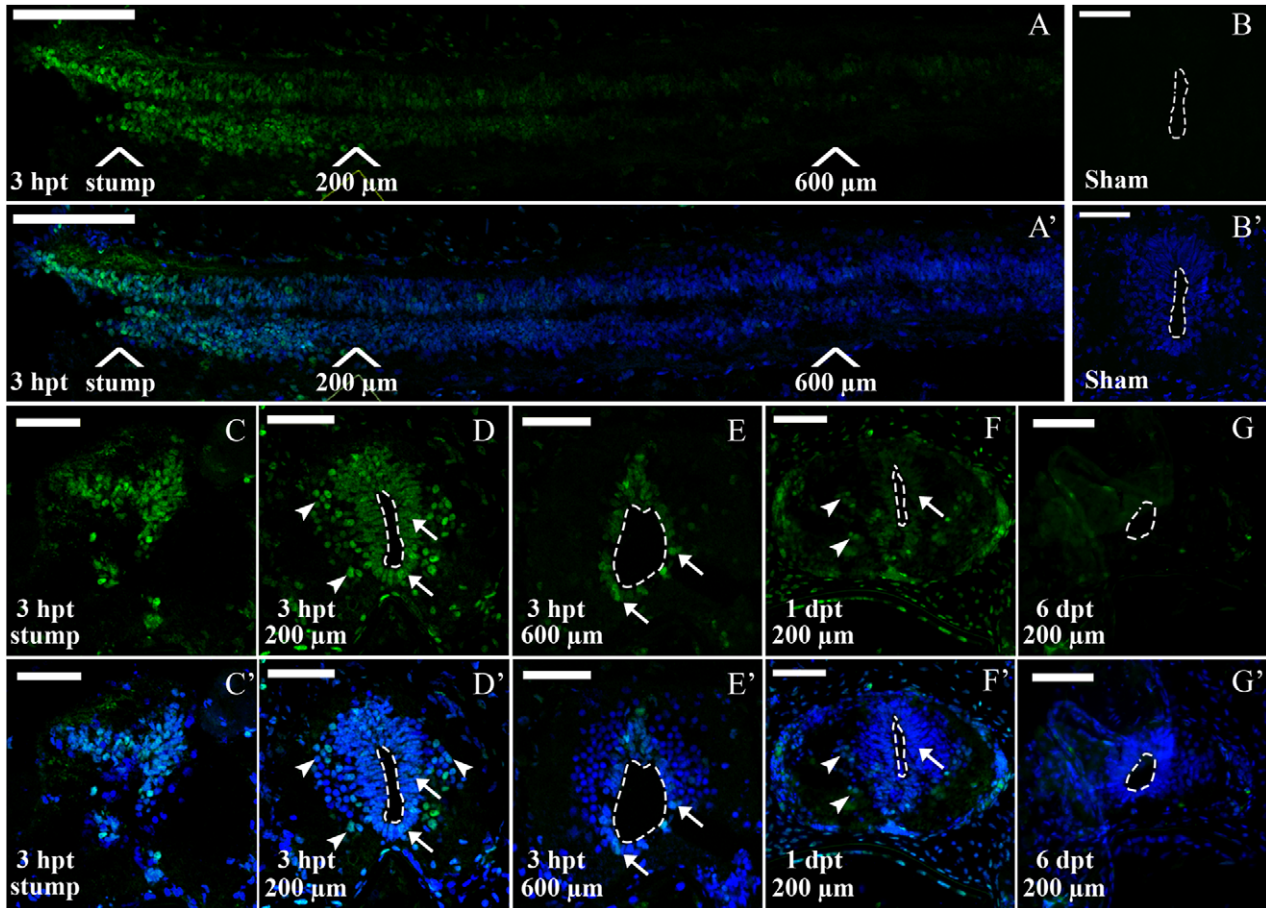 A
3 hpt stump 200 µm 600 µm
B
Sham
A'
3 hpt stump 200 µm 600 µm
B'
Sham
C
3 hpt
stump
D
3 hpt
200 µm
E
3 hpt
600 µm
F
1 dpt
200 µm
G
6 dpt
200 µm
C'
3 hpt
stump
D'
3 hpt
200 µm
E'
3 hpt
600 µm
F'
1 dpt
200 µm
G'
6 dpt
200 µm